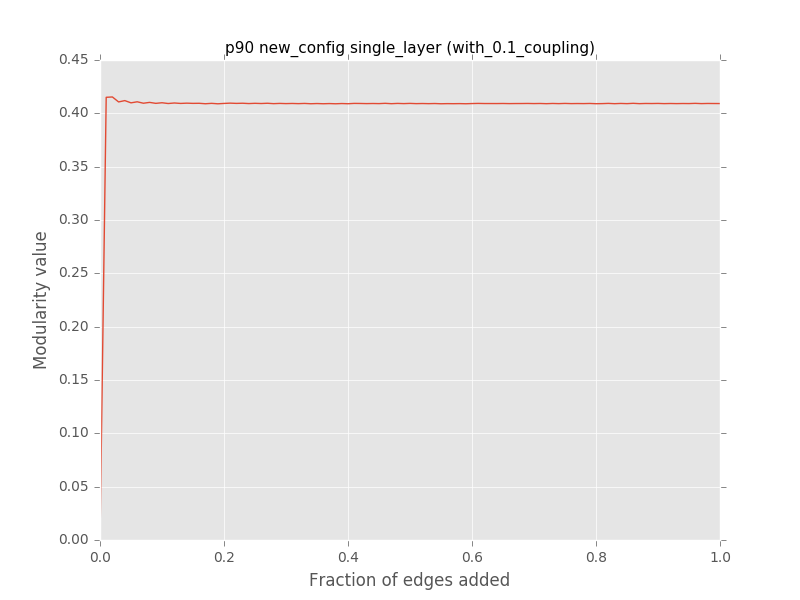 p90 new_config single_layer (with_0.1_coupling)
0.45
0.40
0.35
0.30
0.25
0.20
0.15
0.10
0.05
0.00
Modularity value
0.0 0.2 0.4 0.6 0.8 1.0
Fraction of edges added